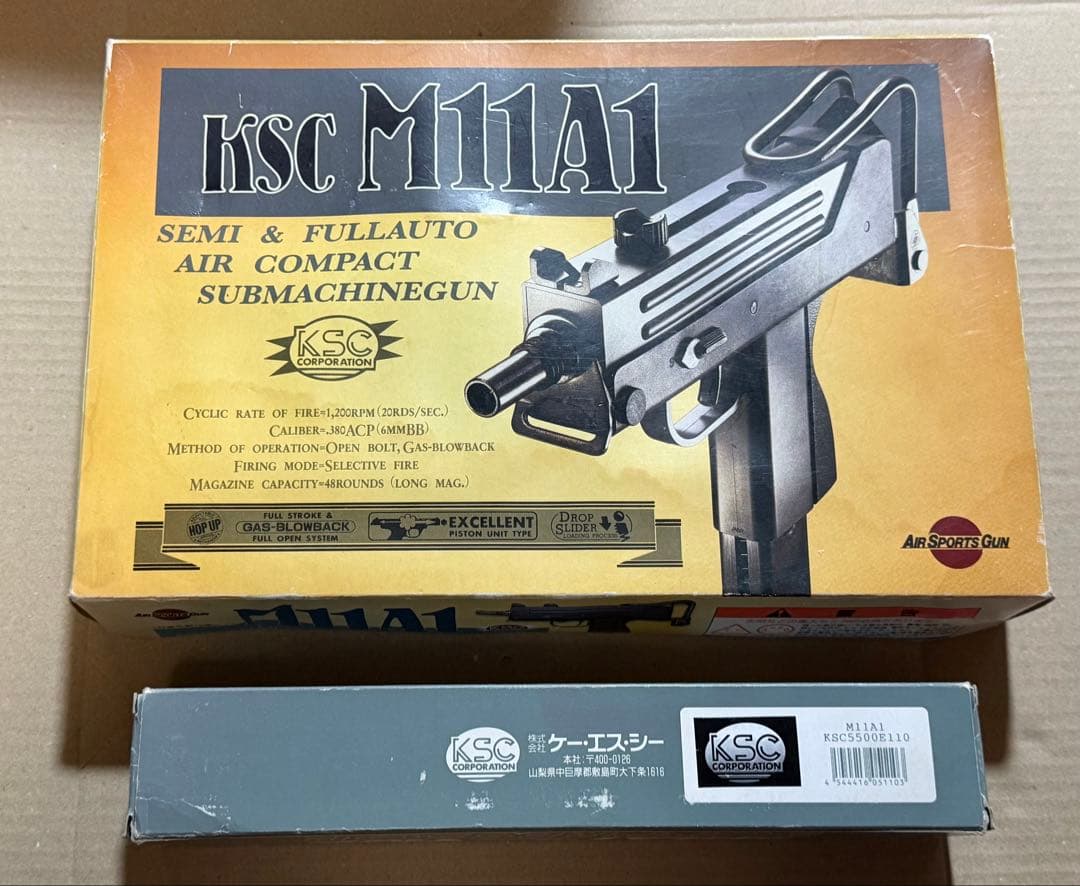 KSC M11A1
SEMI & FULLAUTO
AIR COMPACT
SUBMACHINEGUN
KSC
CORPORATION
CYCLIC RATE OF FIRE=1,200RPM (20RDS/SEC.)
CALIBER=.380ACP (6MMBB)
METHOD OF OPERATION=OPEN BOLT, GAS-BLOWBACK
FIRING MODE=SELECTIVE FIRE
MAGAZINE CAPACITY=48ROUNDS (LONG MAG.)
HOP UP
FULL STROKE &
GAS-BLOWBACK
FULL OPEN SYSTEM
EXCELLENT
PISTON UNIT TYPE
DROP
SLIDER
LOADING PROCESS
AIR SPORTS GUN
AIR SPORTS GUN
M11A1
KSC
KSC
CORPORATION
株式
会社 ケー・エス・シー
本社:〒400-0126
山梨県中巨摩郡敷島町大下条1616
KSC
CORPORATION
M11A1
KSC5500E110
4 544416 051103